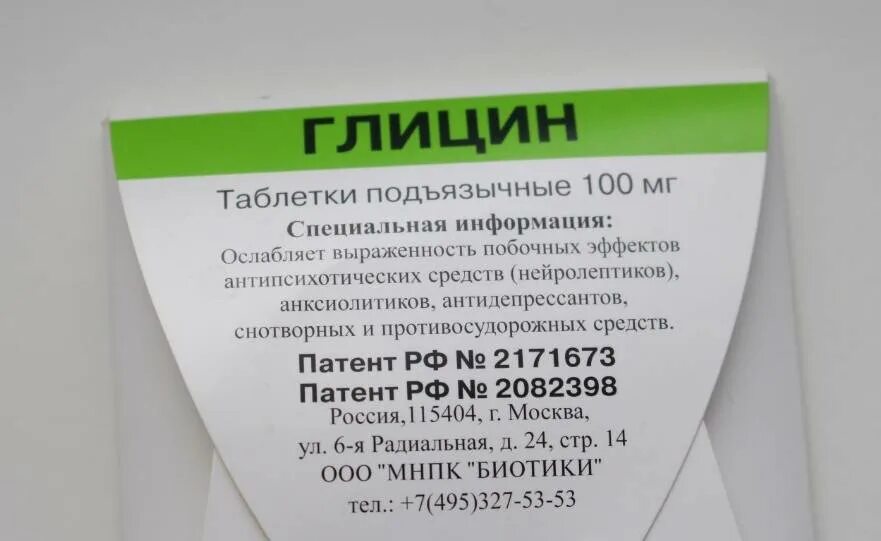 ГЛИЦИН
Таблетки подъязычные 100 мг
Специальная информация:
Ослабляет выраженность побочных эффектов
антипсихотических средств (нейролептиков),
анксиолитиков, антидепрессантов,
снотворных и противосудорожных средств.
Патент РФ № 2171673
Патент РФ № 2082398
Россия,115404, г. Москва,
ул. 6-я Радиальная, д. 24, стр. 14
ООО "МНПК "БИОТИКИ"
тел.: +7(495)327-53-53